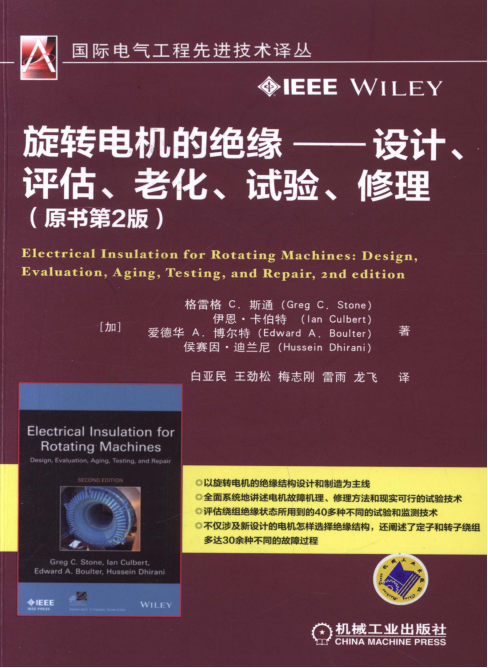 国际电气工程先进技术译丛
IEEE WILEY
旋转电机的绝缘——设计、
评估、老化、试验、修理
（原书第2版）
Electrical Insulation for Rotating Machines: Design,
Evaluation, Aging, Testing, and Repair, 2nd edition
[加]
格雷格 C. 斯通 (Greg C. Stone)
伊恩·卡伯特 (Ian Culbert)
爱德华 A. 博尔特 (Edward A. Boulter)
侯赛因·迪兰尼 (Hussein Dhirani)
著
白亚民 王劲松 梅志刚 雷雨 龙飞 译
Electrical Insulation for
Rotating Machines
Design, Evaluation, Aging, Testing, and Repair
SECOND EDITION
Greg C. Stone, Ian Culbert,
Edward A. Boulter, Hussein Dhirani
IEEE
IEEE PRESS
WILEY
以旋转电机的绝缘结构设计和制造为主线
全面系统地讲述电机故障机理、修理方法和现实可行的试验技术
评估绕组绝缘状态所用到的40多种不同的试验和监测技术
不仅涉及新设计的电机怎样选择绝缘结构，还阐述了定子和转子绕组
多达30余种不同的故障过程
机械工业出版社
CHINA MACHINE PRESS